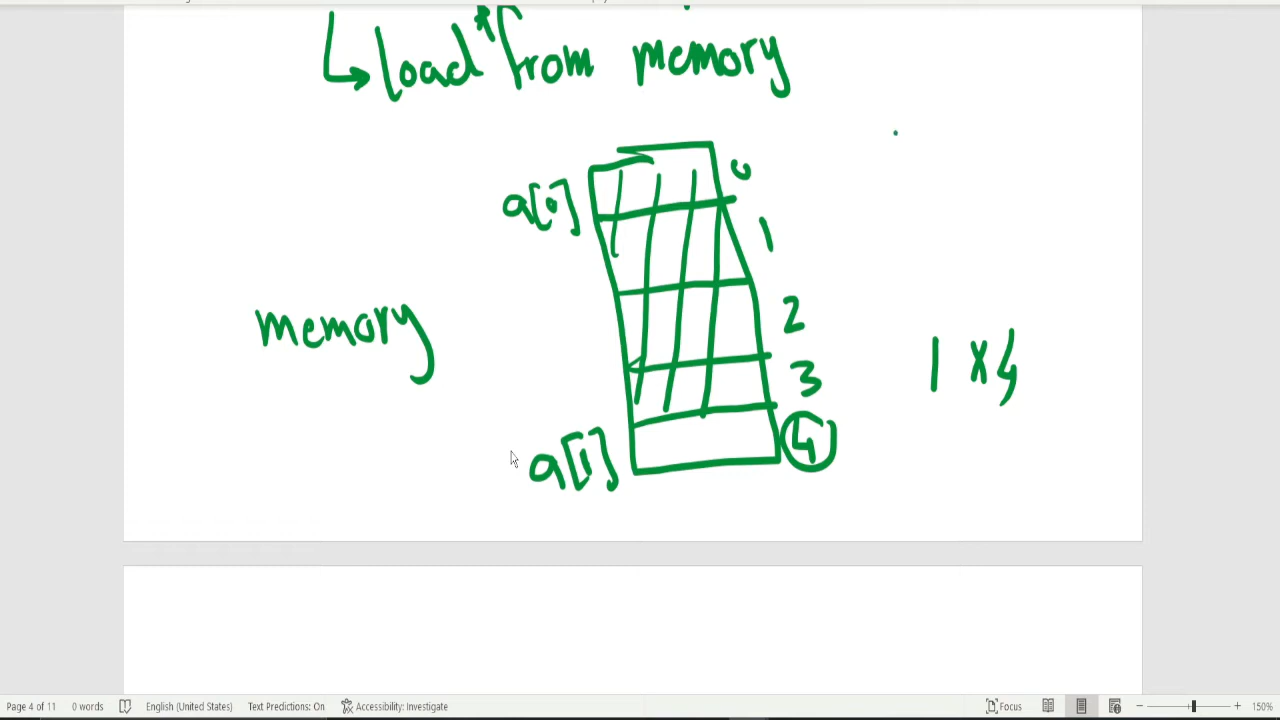 ↳ load* from memory
a[0] 0
1
memory
2
3
1 x 4
a[1] 4
Page 4 of 11 0 words English (United States) Text Predictions: On Accessibility: Investigate Focus 150%